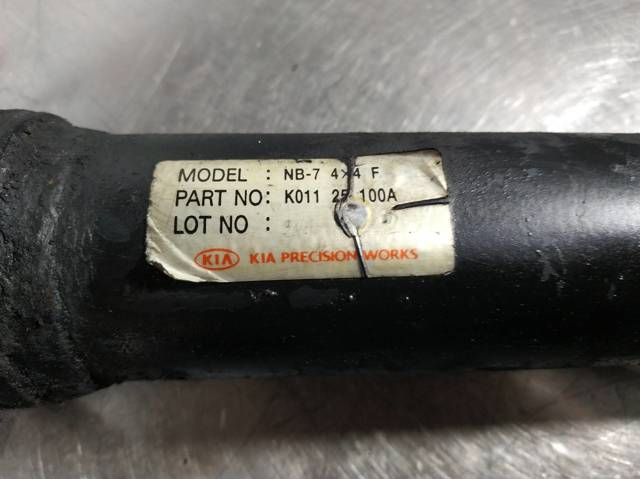 MODEL : NB-7 4×4 F
PART NO: K011 25 100A
LOT NO :
KIA KIA PRECISION WORKS